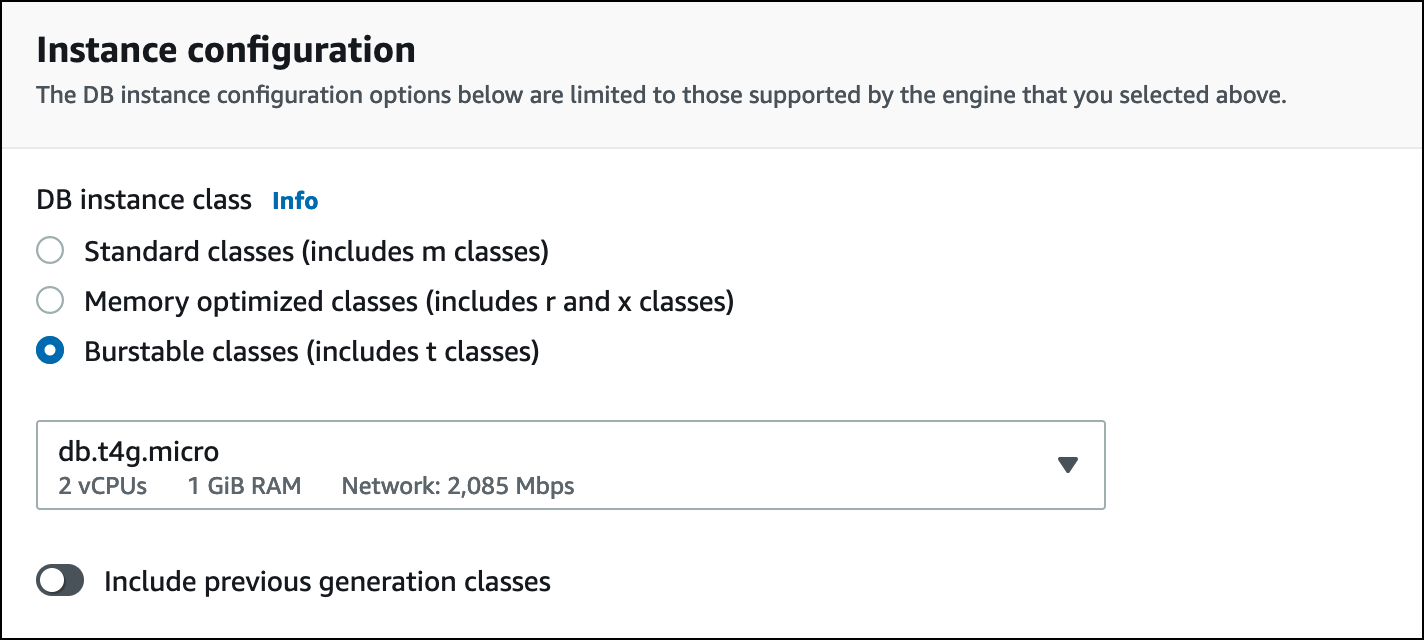 Instance configuration
The DB instance configuration options below are limited to those supported by the engine that you selected above.
DB instance class Info
Standard classes (includes m classes)
Memory optimized classes (includes r and x classes)
Burstable classes (includes t classes)
db.t4g.micro
2 vCPUs 1 GiB RAM Network: 2,085 Mbps
Include previous generation classes